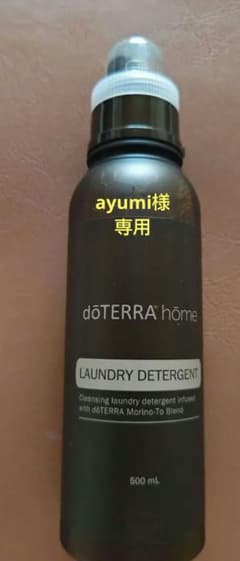 ayumi様
専用
dōTERRA® hōme
LAUNDRY DETERGENT
Cleansing laundry detergent infused
with dōTERRA Morino-To Blend
500 mL